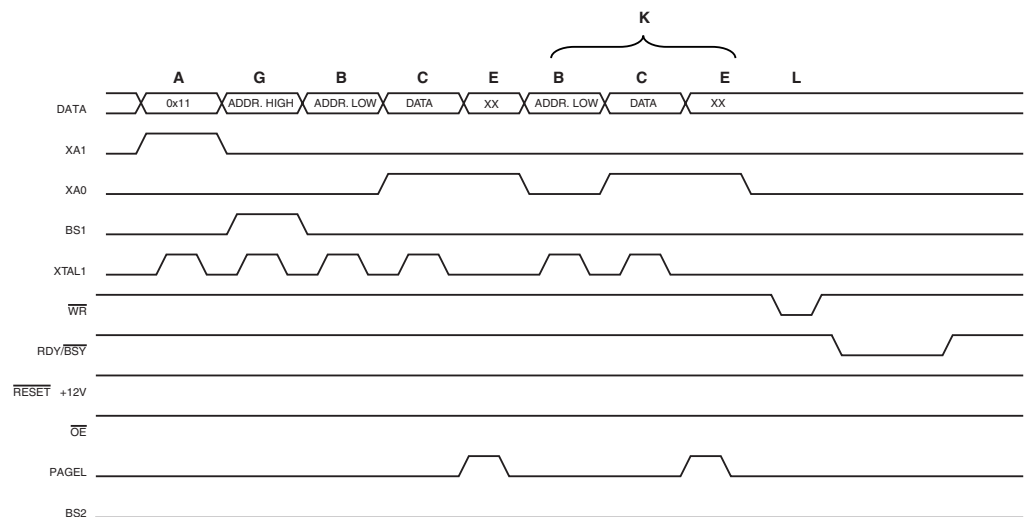 K
A G B C E B C E L
DATA 0x11 ADDR. HIGH ADDR. LOW DATA XX ADDR. LOW DATA XX
XA1
XA0
BS1
XTAL1
WR
RDY/BSY
RESET +12V
OE
PAGEL
BS2